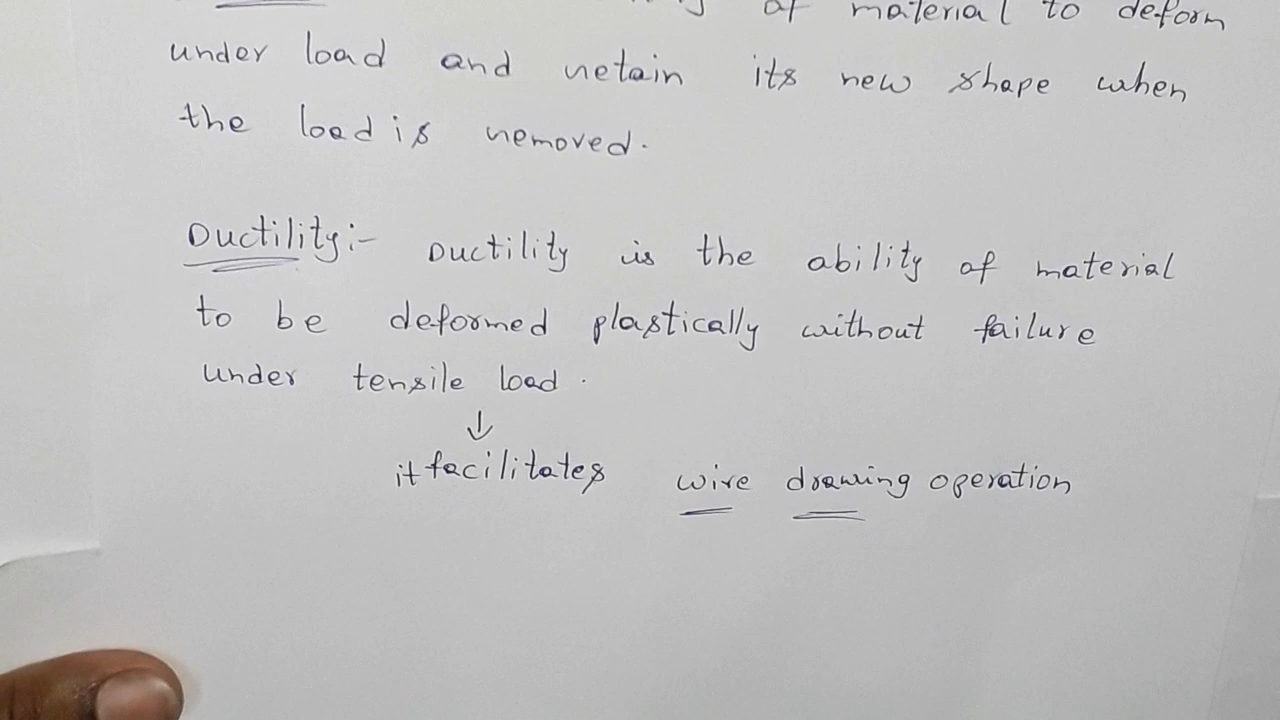 of material to deform
under load and retain its new shape when
the load is removed.
Ductility:- Ductility is the ability of material
to be deformed plastically without failure
under tensile load.
↓
it facilitates wire drawing operation